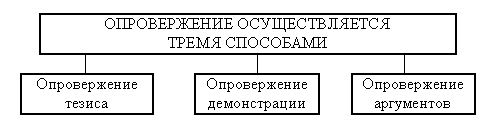 ОПРОВЕРЖЕНИЕ ОСУЩЕСТВЛЯЕТСЯ
ТРЕМЯ СПОСОБАМИ
Опровержение
тезиса
Опровержение
демонстрации
Опровержение
аргументов